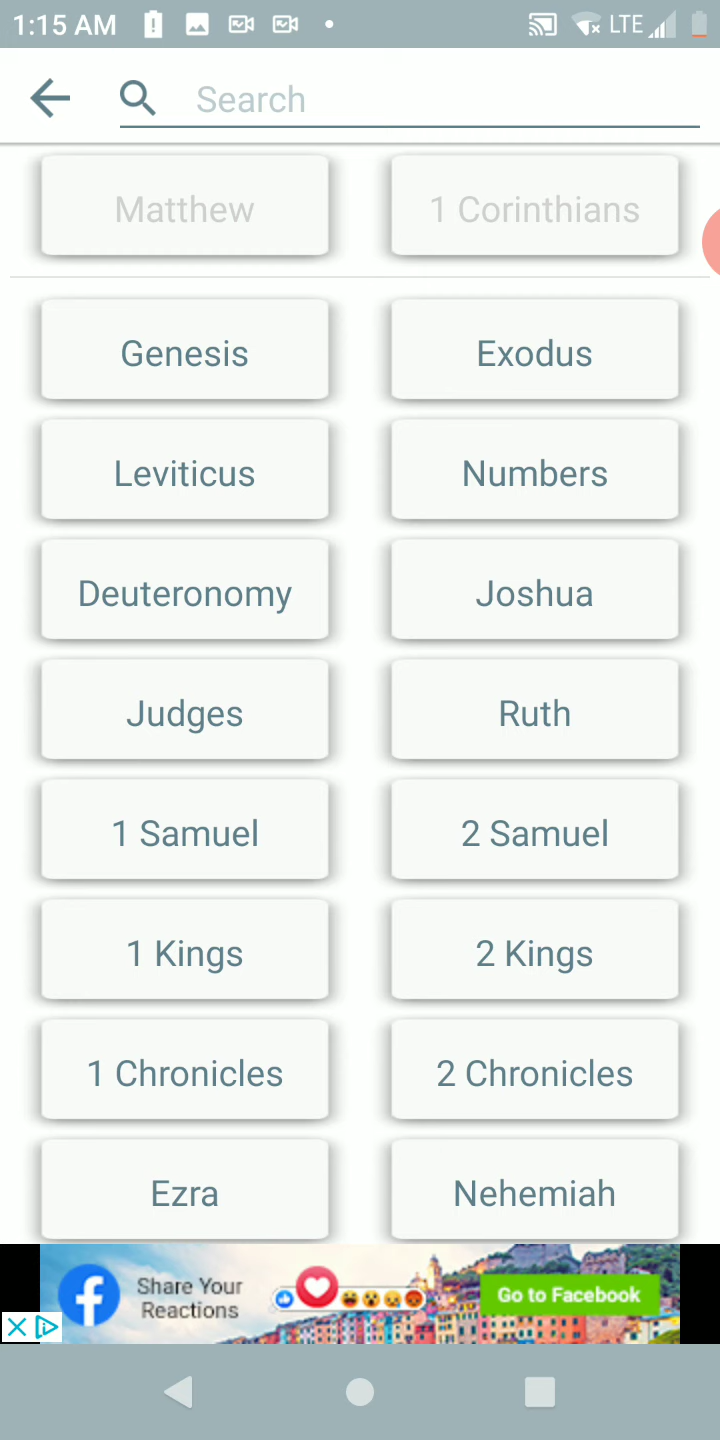 1:15 AM LTE
Search
Matthew 1 Corinthians
Genesis Exodus
Leviticus Numbers
Deuteronomy Joshua
Judges Ruth
1 Samuel 2 Samuel
1 Kings 2 Kings
1 Chronicles 2 Chronicles
Ezra Nehemiah
Share Your
Reactions
Go to Facebook